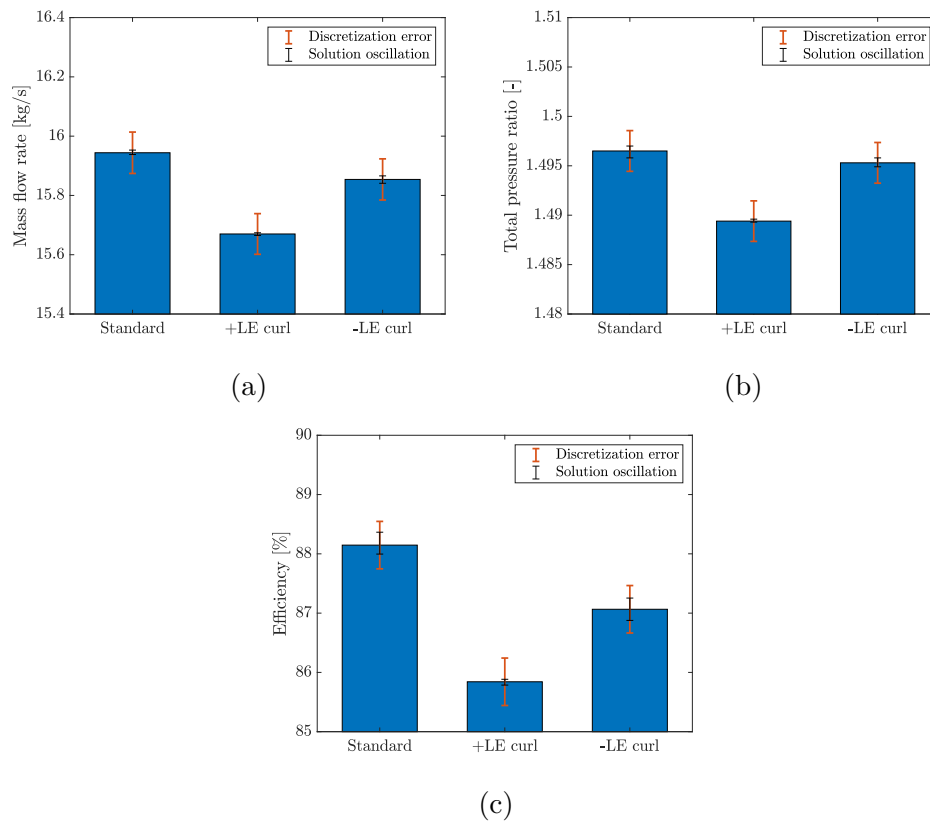 16.4
16.2
16
15.8
15.6
15.4
Mass flow rate [kg/s]
Discretization error
Solution oscillation
Standard
+LE curl
-LE curl
(a)
1.51
1.505
1.5
1.495
1.490
1.485
1.48
Total pressure ratio [-]
Discretization error
Solution oscillation
Standard
+LE curl
-LE curl
(b)
90
89
88
87
86
85
Efficiency [%]
Discretization error
Solution oscillation
Standard
+LE curl
-LE curl
(c)